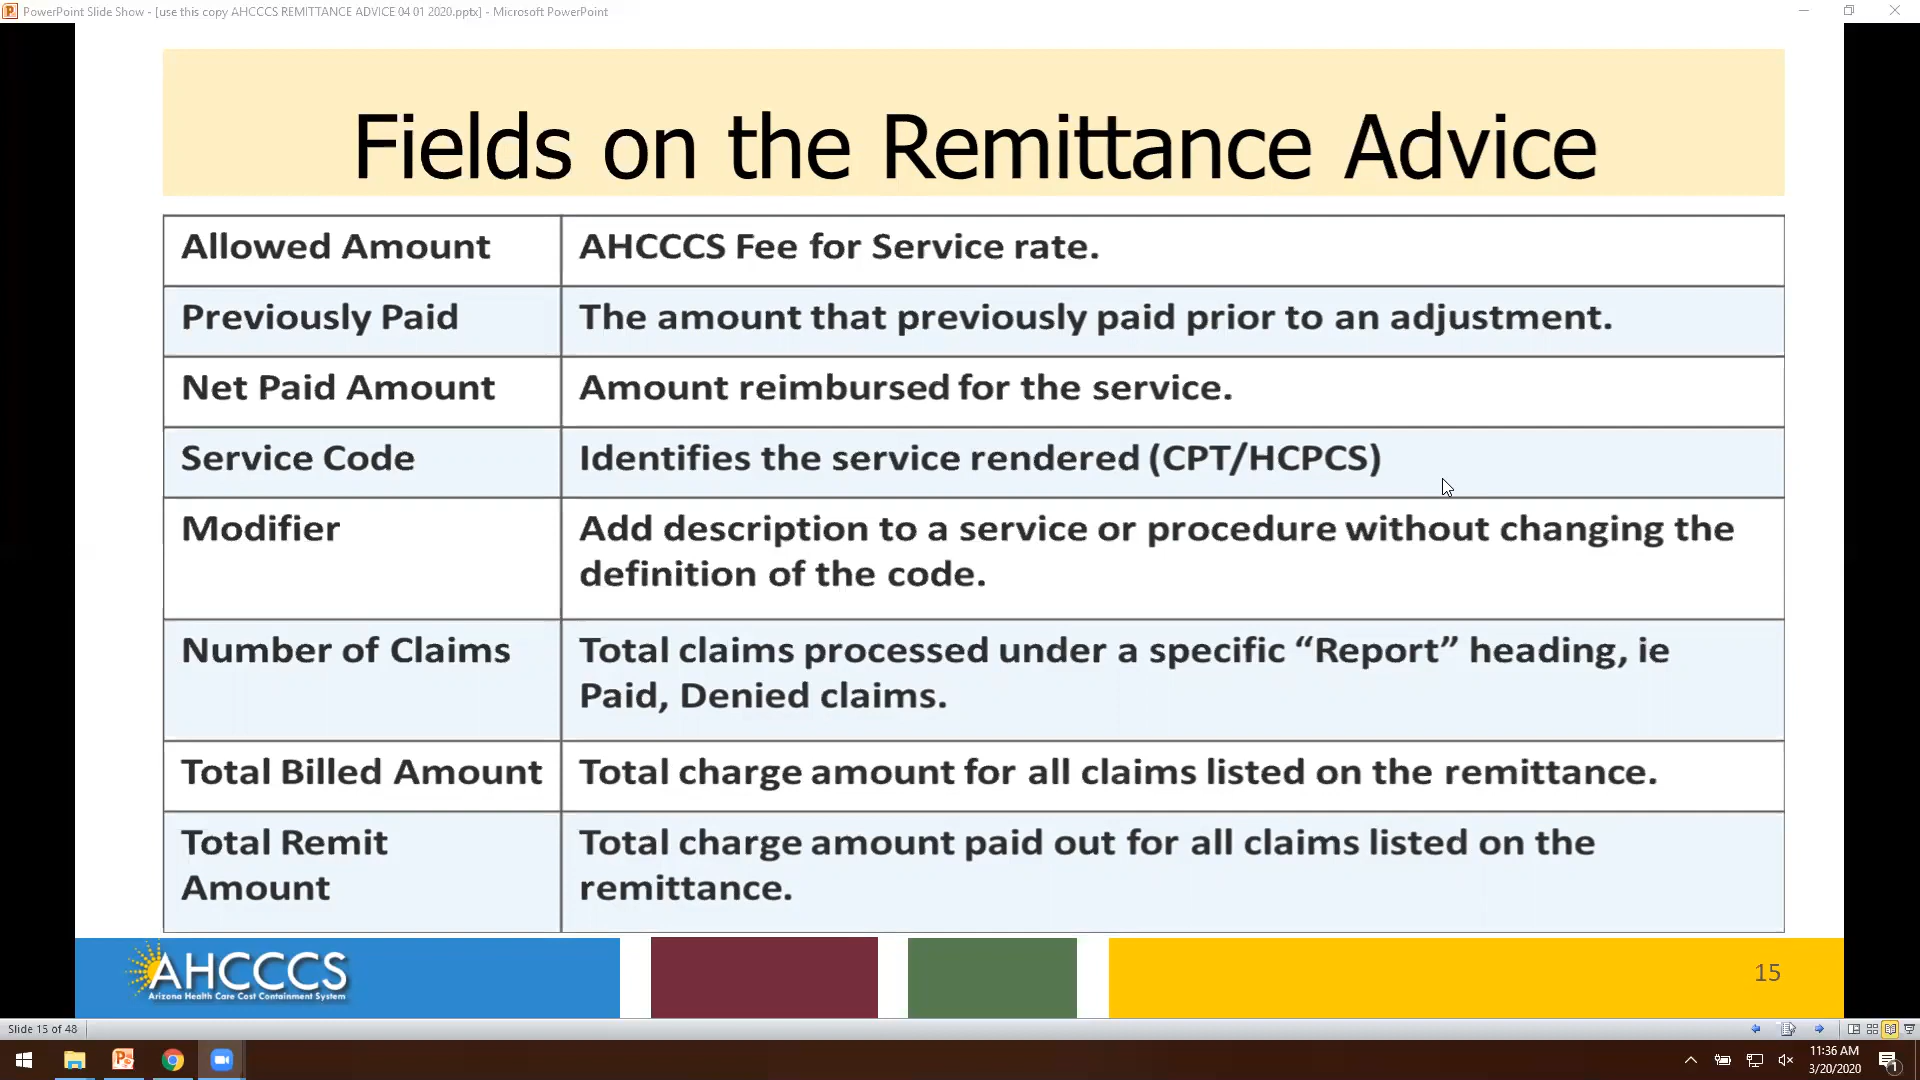 PowerPoint Slide Show - [use this copy AHCCCS REMITTANCE ADVICE 04 01 2020.pptx] - Microsoft PowerPoint
Fields on the Remittance Advice
Allowed Amount
AHCCCS Fee for Service rate.
Previously Paid
The amount that previously paid prior to an adjustment.
Net Paid Amount
Amount reimbursed for the service.
Service Code
Identifies the service rendered (CPT/HCPCS)
Modifier
Add description to a service or procedure without changing the
definition of the code.
Number of Claims
Total claims processed under a specific “Report” heading, ie
Paid, Denied claims.
Total Billed Amount
Total charge amount for all claims listed on the remittance.
Total Remit
Amount
Total charge amount paid out for all claims listed on the
remittance.
AHCCCS
Arizona Health Care Cost Containment System
15
Slide 15 of 48
11:36 AM
3/20/2020
1